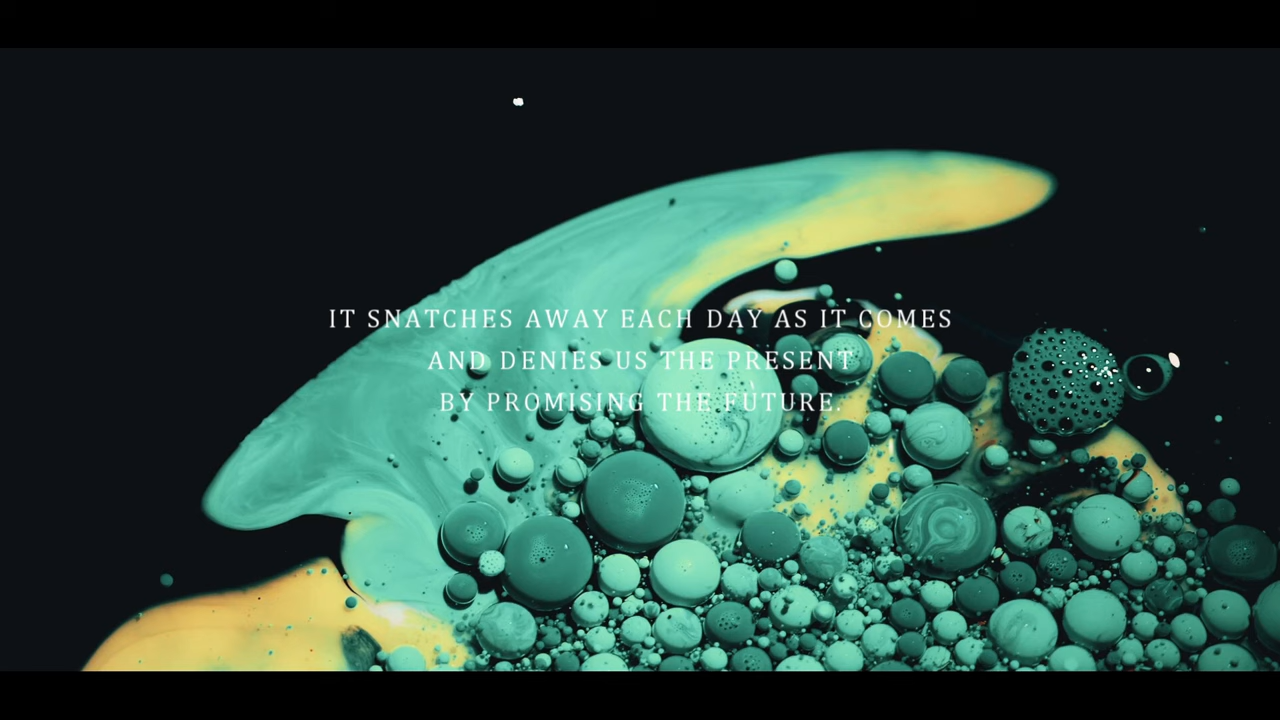 IT SNATCHES AWAY EACH DAY AS IT COMES
AND DENIES US THE PRESENT
BY PROMISING THE FUTURE.